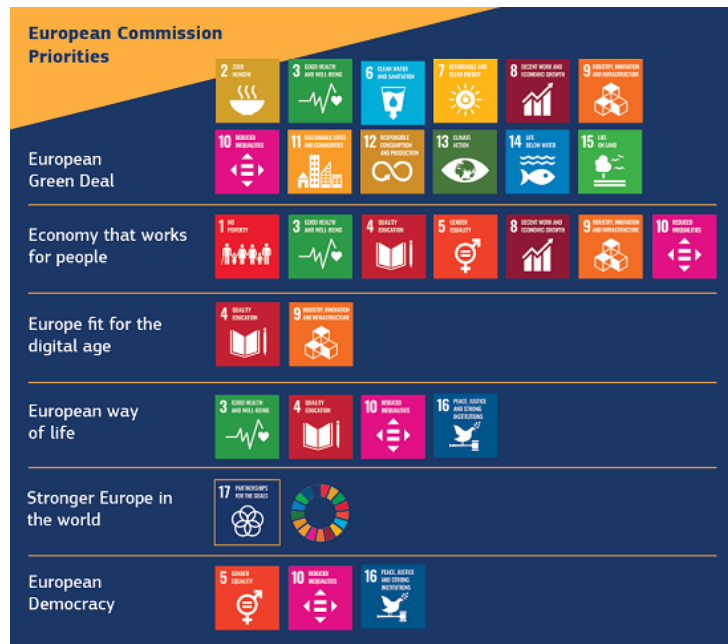 European Commission
Priorities
2 ZERO
HUNGER
3 GOOD HEALTH
AND WELL-BEING
6 CLEAN WATER
AND SANITATION
7 AFFORDABLE AND
CLEAN ENERGY
8 DECENT WORK AND
ECONOMIC GROWTH
9 INDUSTRY, INNOVATION
AND INFRASTRUCTURE
European
Green Deal
10 REDUCED
INEQUALITIES
11 SUSTAINABLE CITIES
AND COMMUNITIES
12 RESPONSIBLE
CONSUMPTION
AND PRODUCTION
13 CLIMATE
ACTION
14 LIFE
BELOW WATER
15 LIFE
ON LAND
Economy that works
for people
1 NO
POVERTY
3 GOOD HEALTH
AND WELL-BEING
4 QUALITY
EDUCATION
5 GENDER
EQUALITY
8 DECENT WORK AND
ECONOMIC GROWTH
9 INDUSTRY, INNOVATION
AND INFRASTRUCTURE
10 REDUCED
INEQUALITIES
Europe fit for the
digital age
4 QUALITY
EDUCATION
9 INDUSTRY, INNOVATION
AND INFRASTRUCTURE
European way
of life
3 GOOD HEALTH
AND WELL-BEING
4 QUALITY
EDUCATION
10 REDUCED
INEQUALITIES
16 PEACE, JUSTICE
AND STRONG
INSTITUTIONS
Stronger Europe in
the world
17 PARTNERSHIPS
FOR THE GOALS
European
Democracy
5 GENDER
EQUALITY
10 REDUCED
INEQUALITIES
16 PEACE, JUSTICE
AND STRONG
INSTITUTIONS